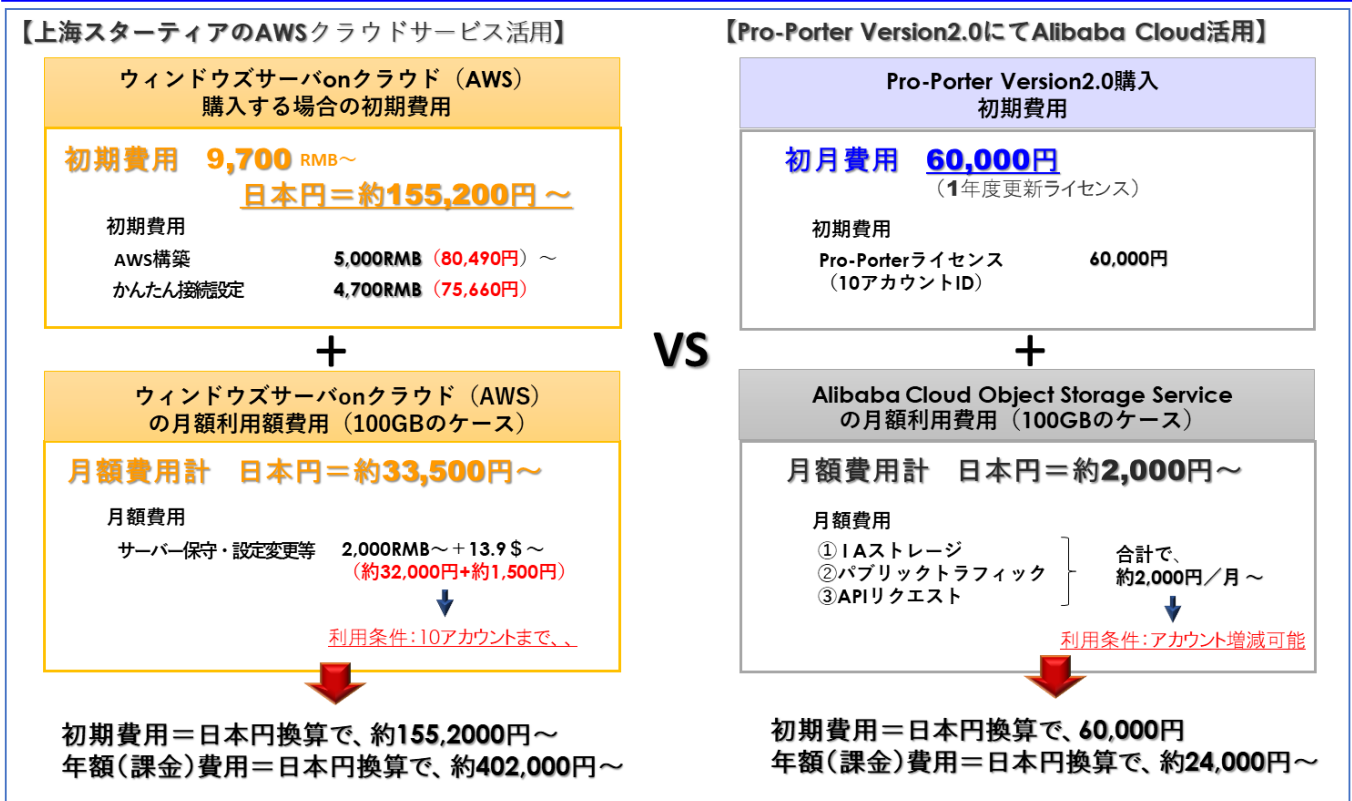 【上海スターティアのAWSクラウドサービス活用】
ウィンドウズサーバonクラウド（AWS）
購入する場合の初期費用
初期費用　9,700 RMB～
日本円＝約155,200円 ～
初期費用
AWS構築　5,000RMB（80,490円）～
かんたん接続設定　4,700RMB（75,660円）
＋
ウィンドウズサーバonクラウド（AWS）
の月額利用額費用（100GBのケース）
月額費用計　日本円＝約33,500円～
月額費用
サーバー保守・設定変更等　2,000RMB～＋13.9＄～
（約32,000円+約1,500円）
利用条件：10アカウントまで、、
初期費用＝日本円換算で、約155,2000円～
年額（課金）費用＝日本円換算で、約402,000円～
VS
【Pro-Porter Version2.0にてAlibaba Cloud活用】
Pro-Porter Version2.0購入
初期費用
初月費用　60,000円
（1年度更新ライセンス）
初期費用
Pro-Porterライセンス　60,000円
（10アカウントID）
＋
Alibaba Cloud Object Storage Service
の月額利用費用（100GBのケース）
月額費用計　日本円＝約2,000円～
月額費用
①IAストレージ
②パブリックトラフィック
③APIリクエスト
合計で、
約2,000円／月～
利用条件：アカウント増減可能
初期費用＝日本円換算で、60,000円
年額（課金）費用＝日本円換算で、約24,000円～